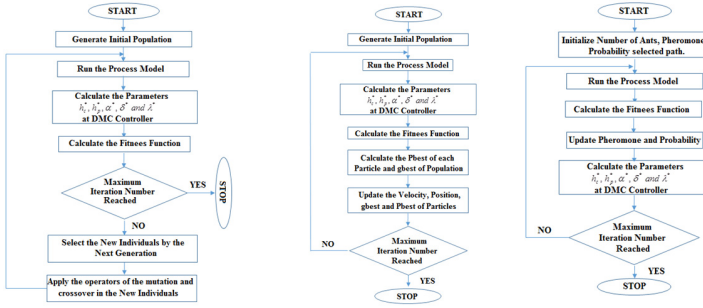 START
Generate Initial Population
Run the Process Model
Calculate the Parameters
h*t, h*p, α*, δ* and λ*
at DMC Controller
Calculate the Fitnees Function
Maximum
Iteration Number
Reached
YES
STOP
NO
Select the New Individuals by the
Next Generation
Apply the operators of the mutation and
crossover in the New Individuals
START
Generate Initial Population
Run the Process Model
Calculate the Parameters
h*t, h*p, α*, δ* and λ*
at DMC Controller
Calculate the Fitnees Function
Calculate the Pbest of each
Particle and gbest of Population
Update the Velocity, Position,
gbest and Pbest of Particles
NO
Maximum
Iteration Number
Reached
YES
STOP
START
Initialize Number of Ants, Pheromone
Probability selected path.
Run the Process Model
Calculate the Fitnees Function
Update Pheromone and Probability
Calculate the Parameters
h*t, h*p, α*, δ* and λ*
at DMC Controller
NO
Maximum
Iteration Number
Reached
YES
STOP